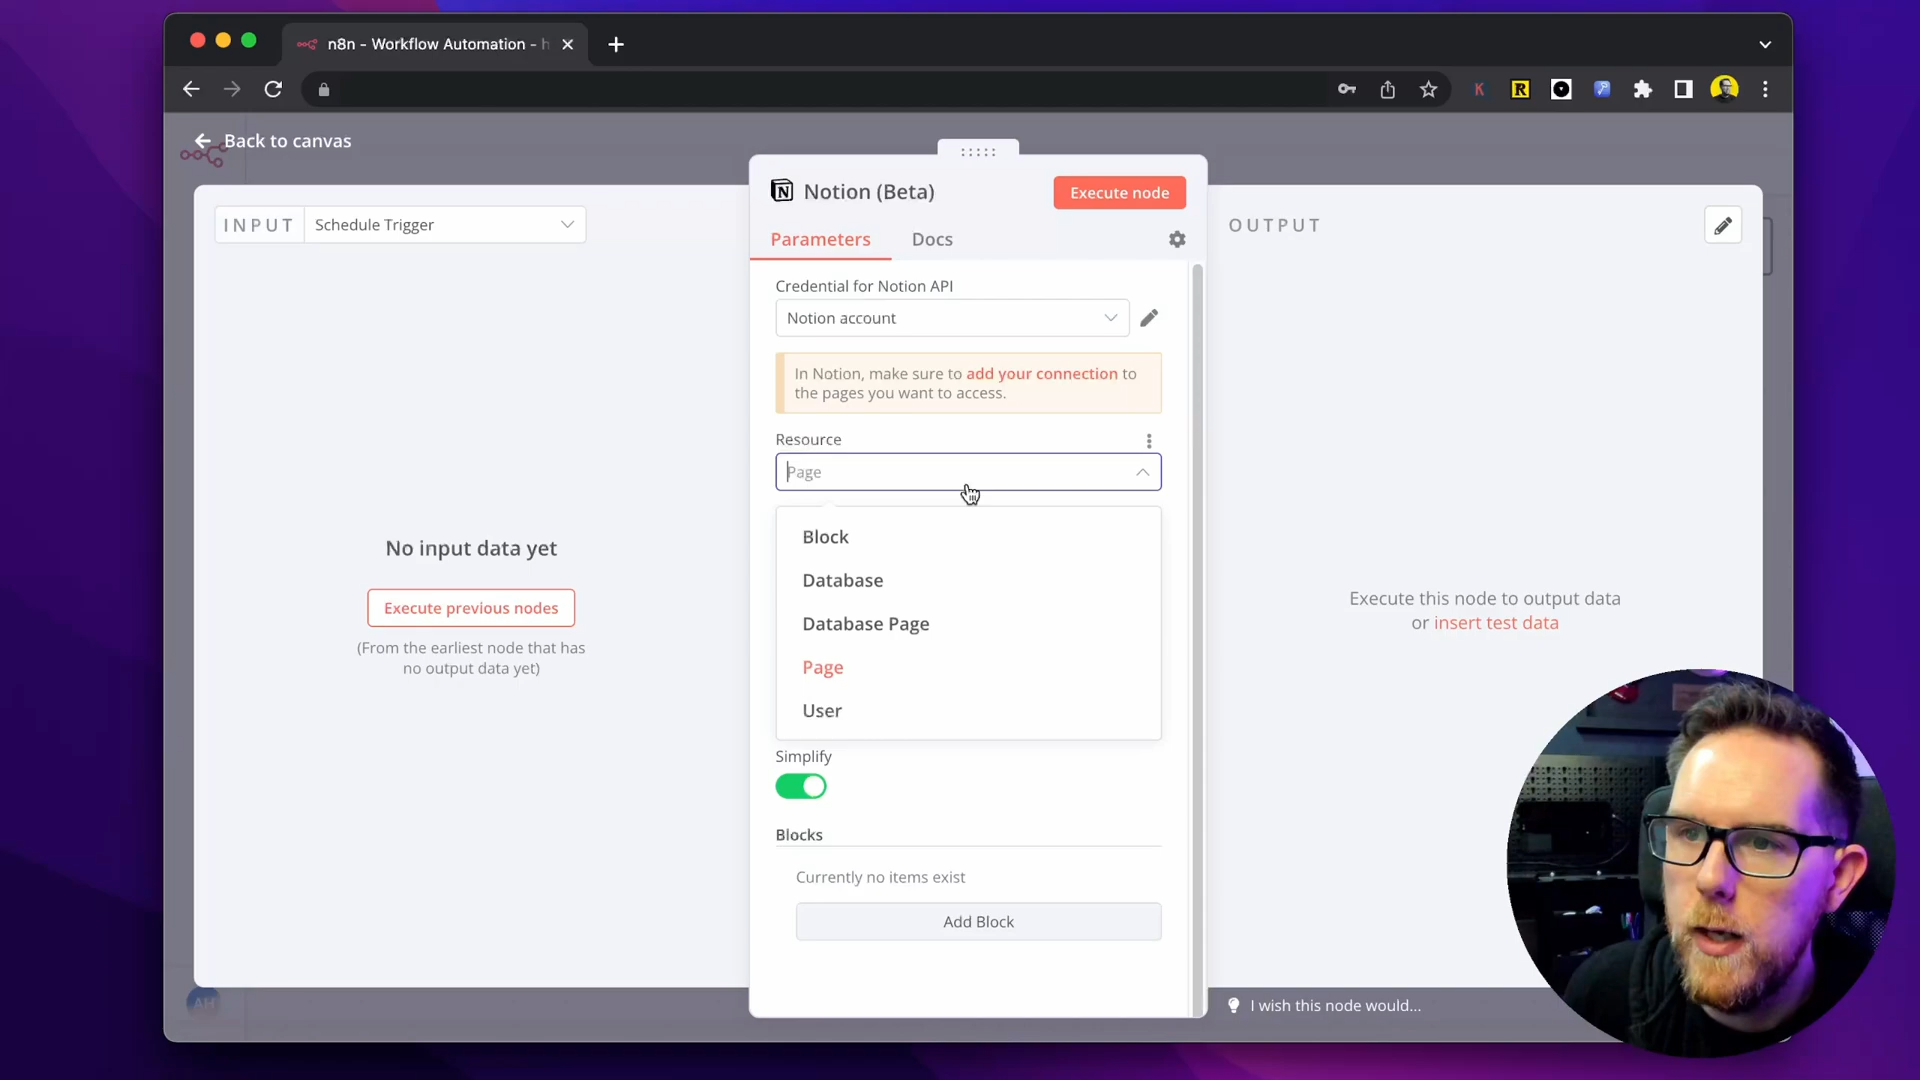 n8n - Workflow Automation - h
Back to canvas
INPUT
Schedule Trigger
No input data yet
Execute previous nodes
(From the earliest node that has
no output data yet)
Notion (Beta)
Execute node
Parameters
Docs
Credential for Notion API
Notion account
In Notion, make sure to add your connection to
the pages you want to access.
Resource
Page
Block
Database
Database Page
Page
User
Simplify
Blocks
Currently no items exist
Add Block
OUTPUT
Execute this node to output data
or insert test data
I wish this node would...
AH
K
R